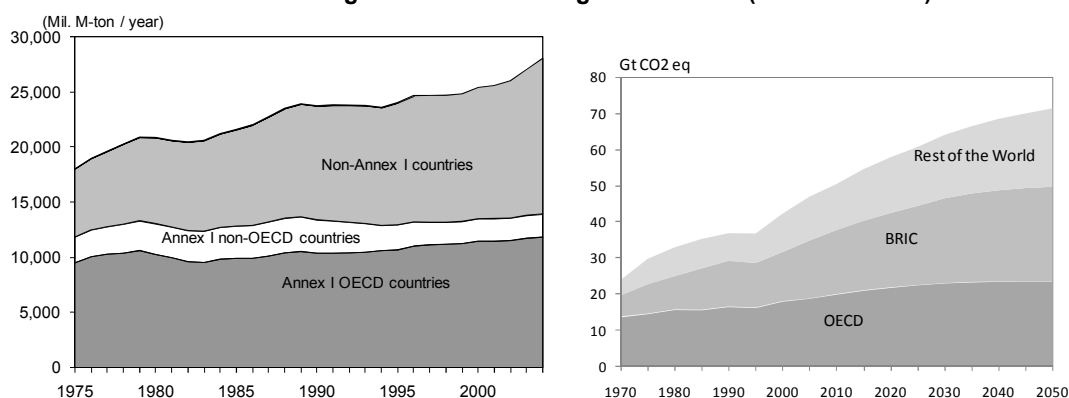 (Mil. M-ton / year)
30,000
25,000
20,000
15,000
10,000
5,000
0
1975 1980 1985 1990 1995 2000
Non-Annex I countries
Annex I non-OECD countries
Annex I OECD countries
Gt CO2 eq
80
70
60
50
40
30
20
10
0
1970 1980 1990 2000 2010 2020 2030 2040 2050
Rest of the World
BRIC
OECD